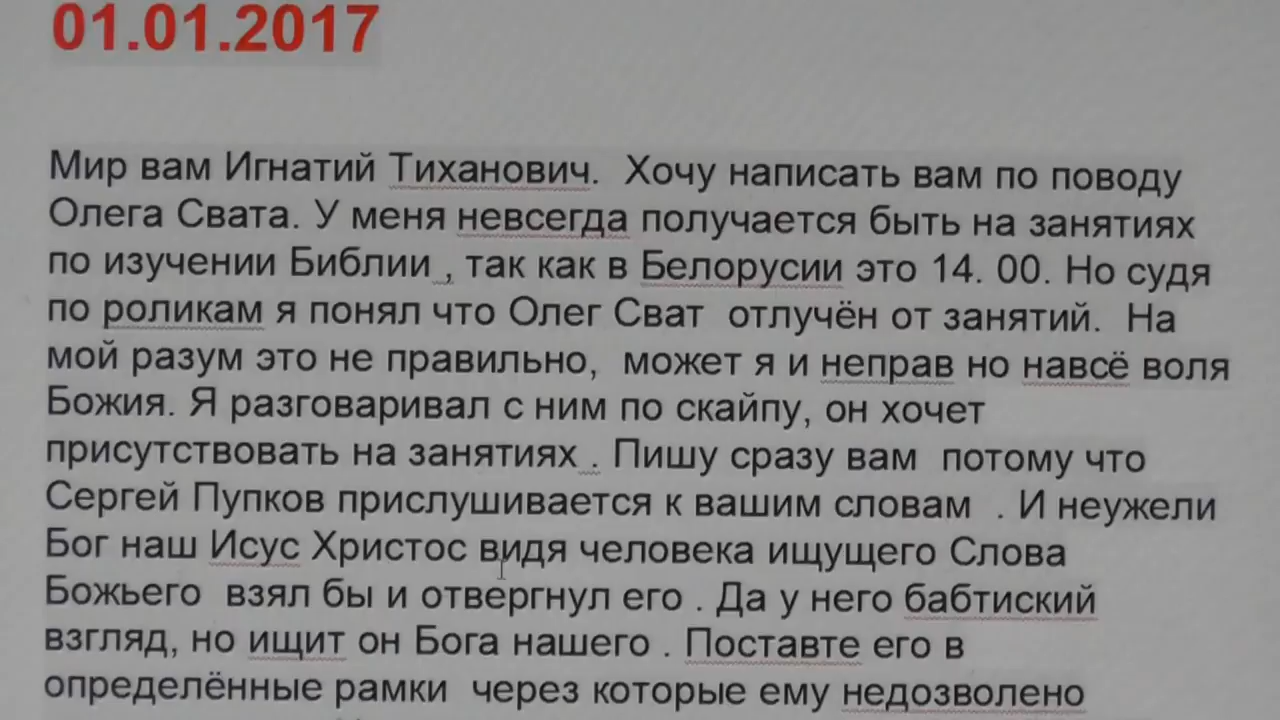 01.01.2017
Мир вам Игнатий Тиханович. Хочу написать вам по поводу
Олега Свата. У меня невсегда получается быть на занятиях
по изучении Библии , так как в Белорусии это 14. 00. Но судя
по роликам я понял что Олег Сват отлучён от занятий. На
мой разум это не правильно, может я и неправ но навсё воля
Божия. Я разговаривал с ним по скайпу, он хочет
присутствовать на занятиях . Пишу сразу вам потому что
Сергей Пупков прислушивается к вашим словам . И неужели
Бог наш Исус Христос видя человека ищущего Слова
Божьего взял бы и отвергнул его . Да у него бабтиский
взгляд, но ищит он Бога нашего . Поставте его в
определённые рамки через которые ему недозволено